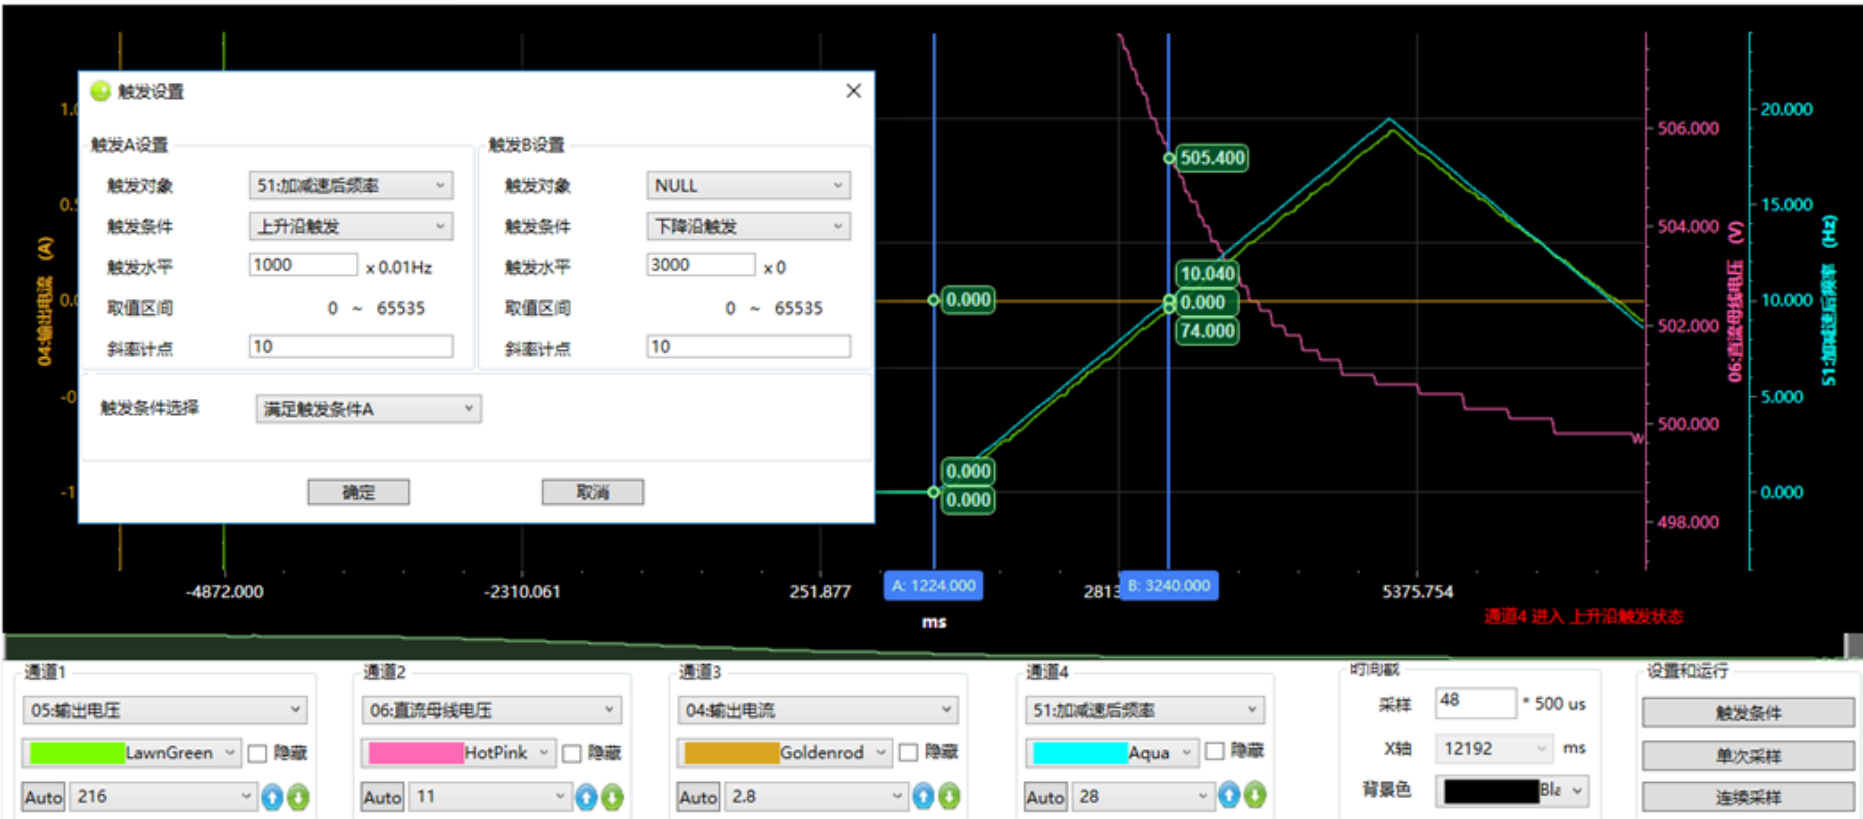 触发设置
触发A设置
触发对象 51:加减速后频率
触发条件 上升沿触发
触发水平 1000 x 0.01Hz
取值区间 0 ~ 65535
斜率计点 10
触发B设置
触发对象 NULL
触发条件 下降沿触发
触发水平 3000 x 0
取值区间 0 ~ 65535
斜率计点 10
触发条件选择 满足触发条件A
确定 取消
04:输出电流 (A)
505.400
0.000
10.040
0.000
74.000
0.000
0.000
506.000
504.000
502.000
500.000
498.000
06:直流母线电压 (V)
20.000
15.000
10.000
5.000
0.000
51:加减速后频率 (Hz)
-4872.000 -2310.061 251.877 A: 1224.000 2813 B: 3240.000 5375.754
ms
通道4 进入 上升沿触发状态
通道1
05:输出电压
LawnGreen 隐藏
Auto 216
通道2
06:直流母线电压
HotPink 隐藏
Auto 11
通道3
04:输出电流
Goldenrod 隐藏
Auto 2.8
通道4
51:加减速后频率
Aqua 隐藏
Auto 28
时间戳
采样 48 * 500 us
X轴 12192 ms
背景色 Bla
设置和运行
触发条件
单次采样
连续采样